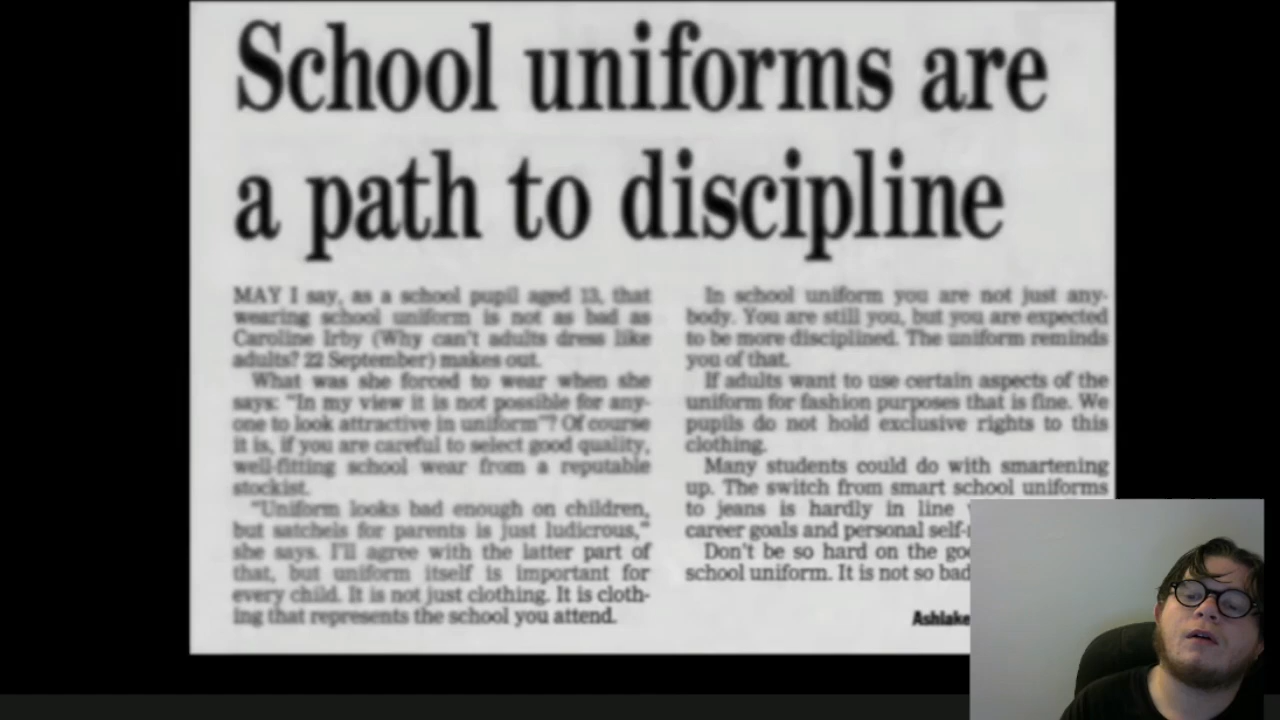 School uniforms are
a path to discipline
MAY I say, as a school pupil aged 13, that
wearing school uniform is not as bad as
Caroline Irby (Why can't adults dress like
adults? 22 September) makes out.
What was she forced to wear when she
says: "In my view it is not possible for any-
one to look attractive in uniform"? Of course
it is, if you are careful to select good quality,
well-fitting school wear from a reputable
stockist.
"Uniform looks bad enough on children,
but satchels for parents is just ludicrous,"
she says. I'll agree with the latter part of
that, but uniform itself is important for
every child. It is not just clothing. It is cloth-
ing that represents the school you attend.
In school uniform you are not just any-
body. You are still you, but you are expected
to be more disciplined. The uniform reminds
you of that.
If adults want to use certain aspects of the
uniform for fashion purposes that is fine. We
pupils do not hold exclusive rights to this
clothing.
Many students could do with smartening
up. The switch from smart school uniforms
to jeans is hardly in line
career goals and personal self-
Don't be so hard on the
school uniform. It is not so bad
Ashlake